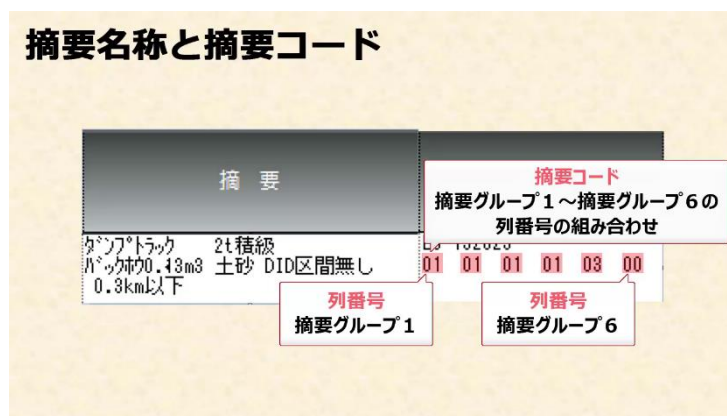 摘要名称と摘要コード
摘 要
摘要コード
摘要グループ1～摘要グループ6の
列番号の組み合わせ
ﾀﾞﾝﾌﾟﾄﾗｯｸ 2t積級
ﾊﾞｯｸﾎｳ0.13m3 土砂 DID区間無し
0.3km以下
01 01 01 01 03 00
列番号
摘要グループ1
列番号
摘要グループ6